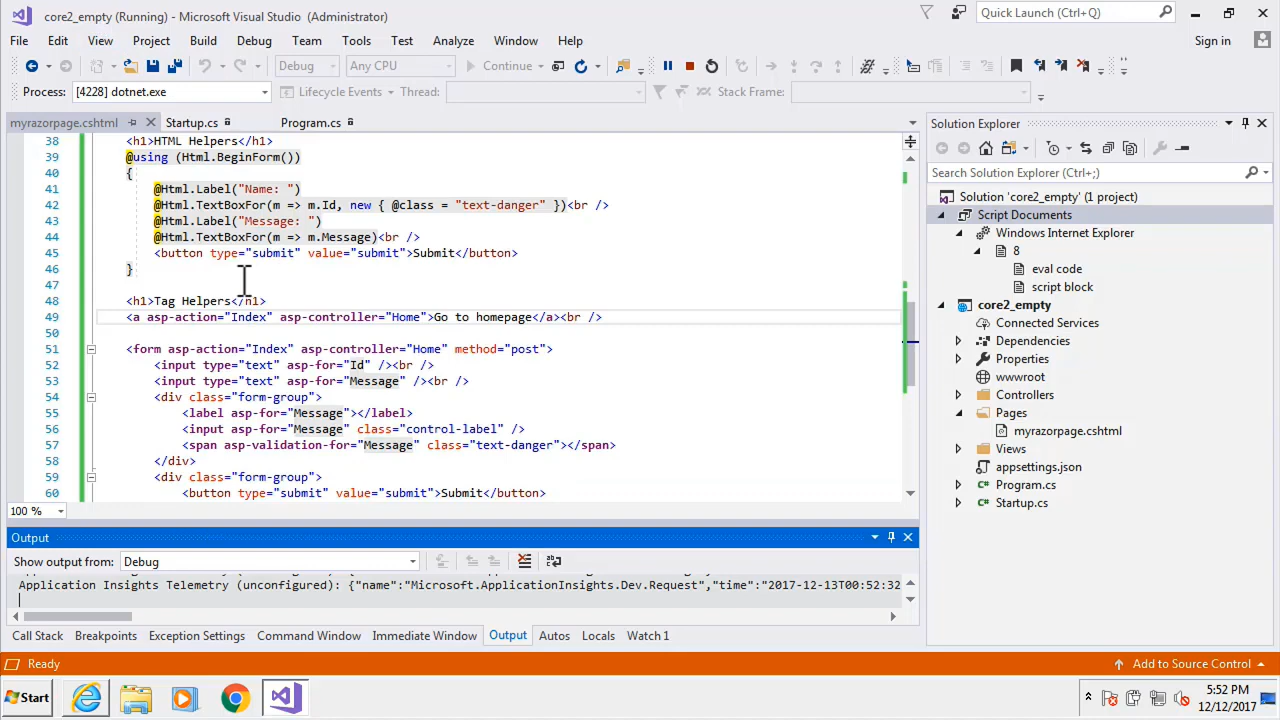 core2_empty (Running) - Microsoft Visual Studio (Administrator)
Quick Launch (Ctrl+Q)
File Edit View Project Build Debug Team Tools Test Analyze Window Help
Sign in
Debug Any CPU Continue
Process: [4228] dotnet.exe Lifecycle Events Thread: Stack Frame:
myrazorpage.cshtml Startup.cs Program.cs
38 <h1>HTML Helpers</h1>
39 @using (Html.BeginForm())
40 {
41 @Html.Label("Name: ")
42 @Html.TextBoxFor(m => m.Id, new { @class = "text-danger" })<br />
43 @Html.Label("Message: ")
44 @Html.TextBoxFor(m => m.Message)<br />
45 <button type="submit" value="submit">Submit</button>
46 }
47
48 <h1>Tag Helpers</h1>
49 <a asp-action="Index" asp-controller="Home">Go to homepage</a><br />
50
51 <form asp-action="Index" asp-controller="Home" method="post">
52 <input type="text" asp-for="Id" /><br />
53 <input type="text" asp-for="Message" /><br />
54 <div class="form-group">
55 <label asp-for="Message"></label>
56 <input asp-for="Message" class="control-label" />
57 <span asp-validation-for="Message" class="text-danger"></span>
58 </div>
59 <div class="form-group">
60 <button type="submit" value="submit">Submit</button>
100 %
Output
Show output from: Debug
Application Insights Telemetry (unconfigured): {"name":"Microsoft.ApplicationInsights.Dev.Request","time":"2017-12-13T00:52:32
Call Stack Breakpoints Exception Settings Command Window Immediate Window Output Autos Locals Watch 1
Solution Explorer
Search Solution Explorer (Ctrl+;)
Solution 'core2_empty' (1 project)
Script Documents
Windows Internet Explorer
8
eval code
script block
core2_empty
Connected Services
Dependencies
Properties
wwwroot
Controllers
Pages
myrazorpage.cshtml
Views
appsettings.json
C# Program.cs
C# Startup.cs
Ready
Add to Source Control
Start
5:52 PM
12/12/2017